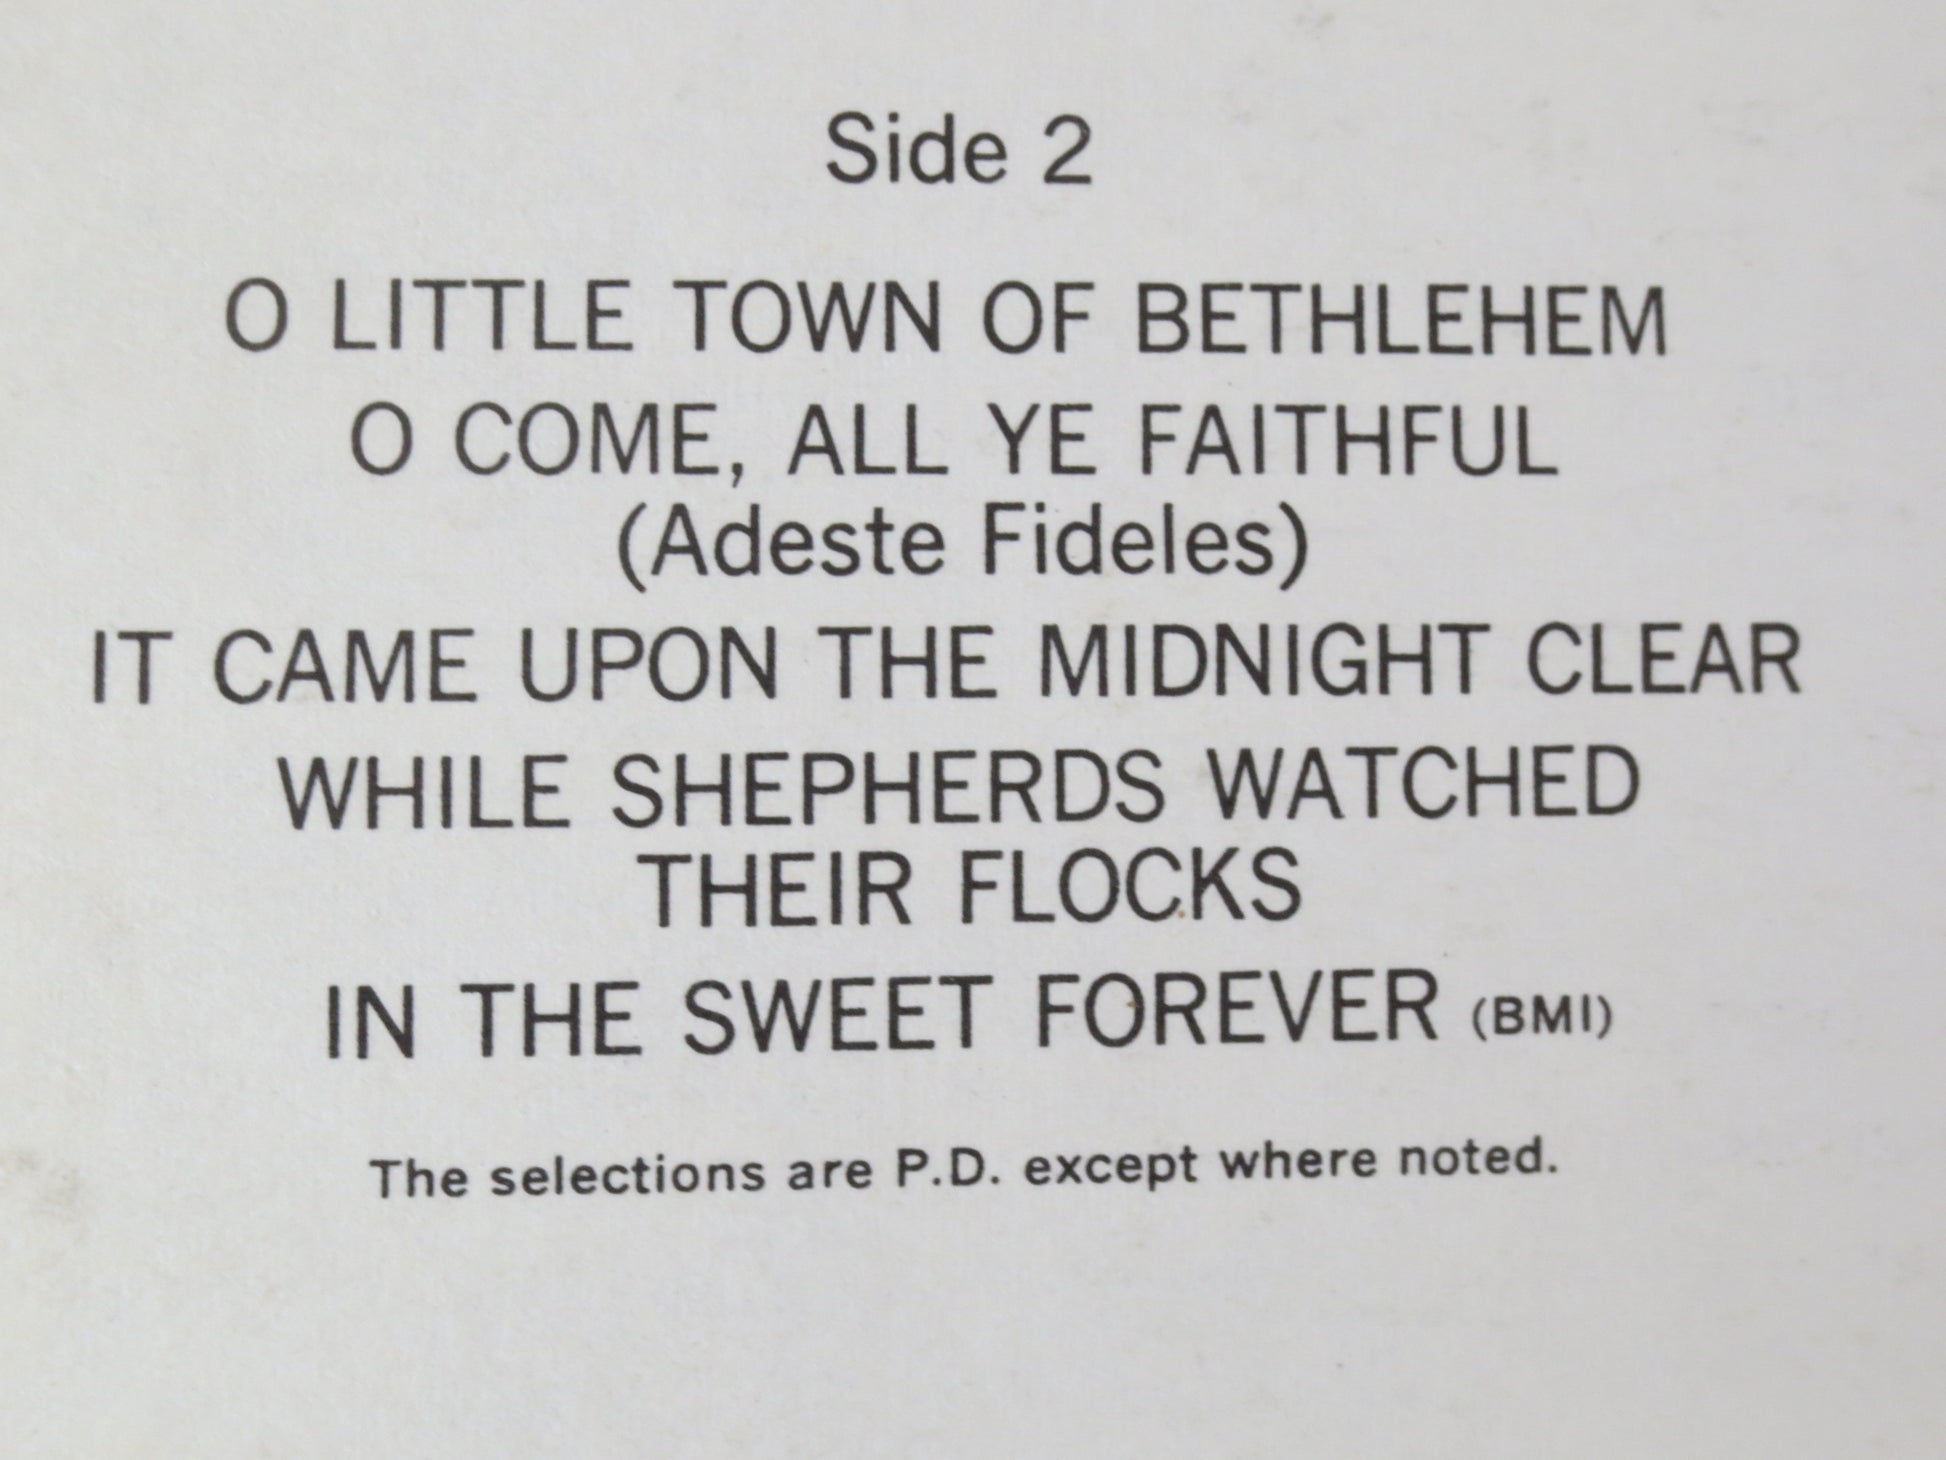 Side 2
O LITTLE TOWN OF BETHLEHEM
O COME, ALL YE FAITHFUL
(Adeste Fideles)
IT CAME UPON THE MIDNIGHT CLEAR
WHILE SHEPHERDS WATCHED
THEIR FLOCKS
IN THE SWEET FOREVER (BMI)
The selections are P.D. except where noted.